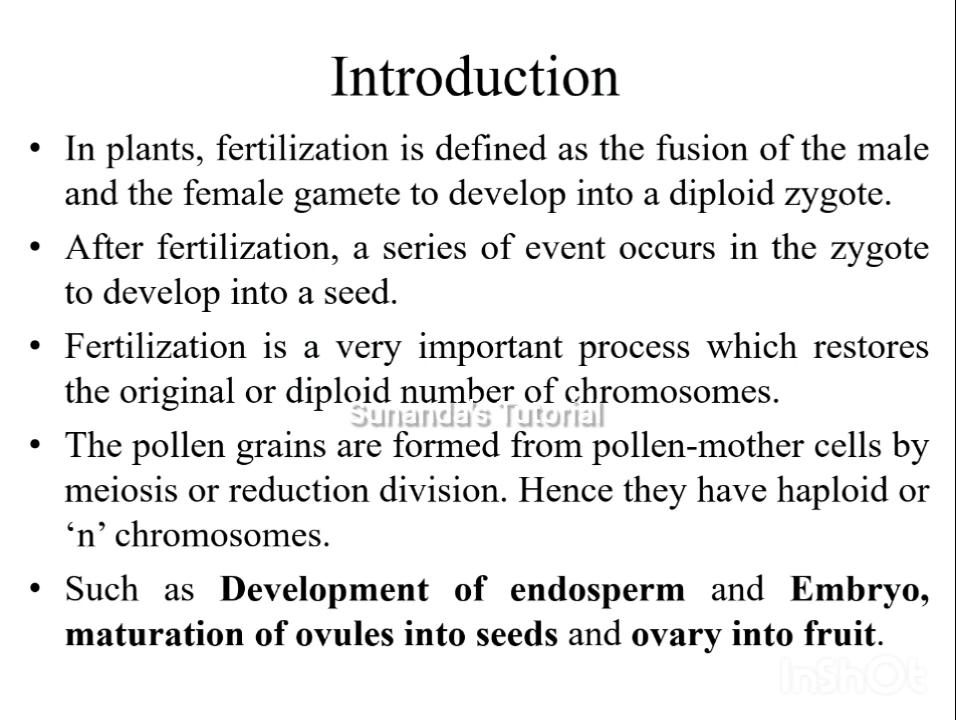 Introduction
• In plants, fertilization is defined as the fusion of the male
and the female gamete to develop into a diploid zygote.
• After fertilization, a series of event occurs in the zygote
to develop into a seed.
• Fertilization is a very important process which restores
the original or diploid number of chromosomes.
Sunanda's Tutorial
• The pollen grains are formed from pollen-mother cells by
meiosis or reduction division. Hence they have haploid or
‘n’ chromosomes.
• Such as Development of endosperm and Embryo,
maturation of ovules into seeds and ovary into fruit.
InShOt